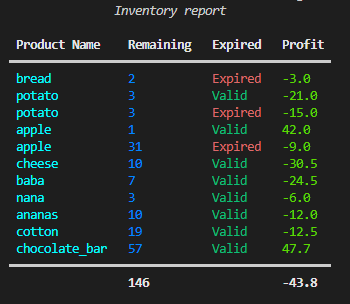 Inventory report
Product Name Remaining Expired Profit
bread 2 Expired -3.0
potato 3 Valid -21.0
potato 3 Expired -15.0
apple 1 Valid 42.0
apple 31 Expired -9.0
cheese 10 Valid -30.5
baba 7 Valid -24.5
nana 3 Valid -6.0
ananas 10 Valid -12.0
cotton 19 Valid -12.5
chocolate_bar 57 Valid 47.7
146 -43.8